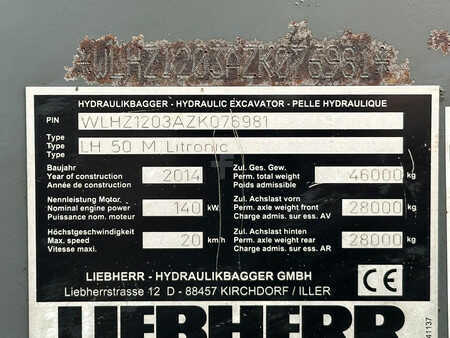 *WLHZ1203AZK076981*
HYDRAULIKBAGGER - HYDRAULIC EXCAVATOR - PELLE HYDRAULIQUE
PIN WLHZ1203AZK076981
Type
Type LH 50 M Litronic
Type
Baujahr
Year of construction 2014
Année de construction
Zul. Ges. Gew.
Perm. total weight 46000 kg
Poids admissible
Nennleistung Motor
Nominal engine power 140 kW
Puissance nom. moteur
Zul. Achslast vorn
Perm. axle weight front 28000 kg
Charge admis. sur ess. AV
Höchstgeschwindigkeit
Max. speed 20 km/h
Vitesse maxi.
Zul. Achslast hinten
Perm. axle weight rear 28000 kg
Charge admis. sur ess. AR
LIEBHERR - HYDRAULIKBAGGER GMBH
Liebherrstrasse 12 D - 88457 KIRCHDORF / ILLER
CE
LIEBHERR